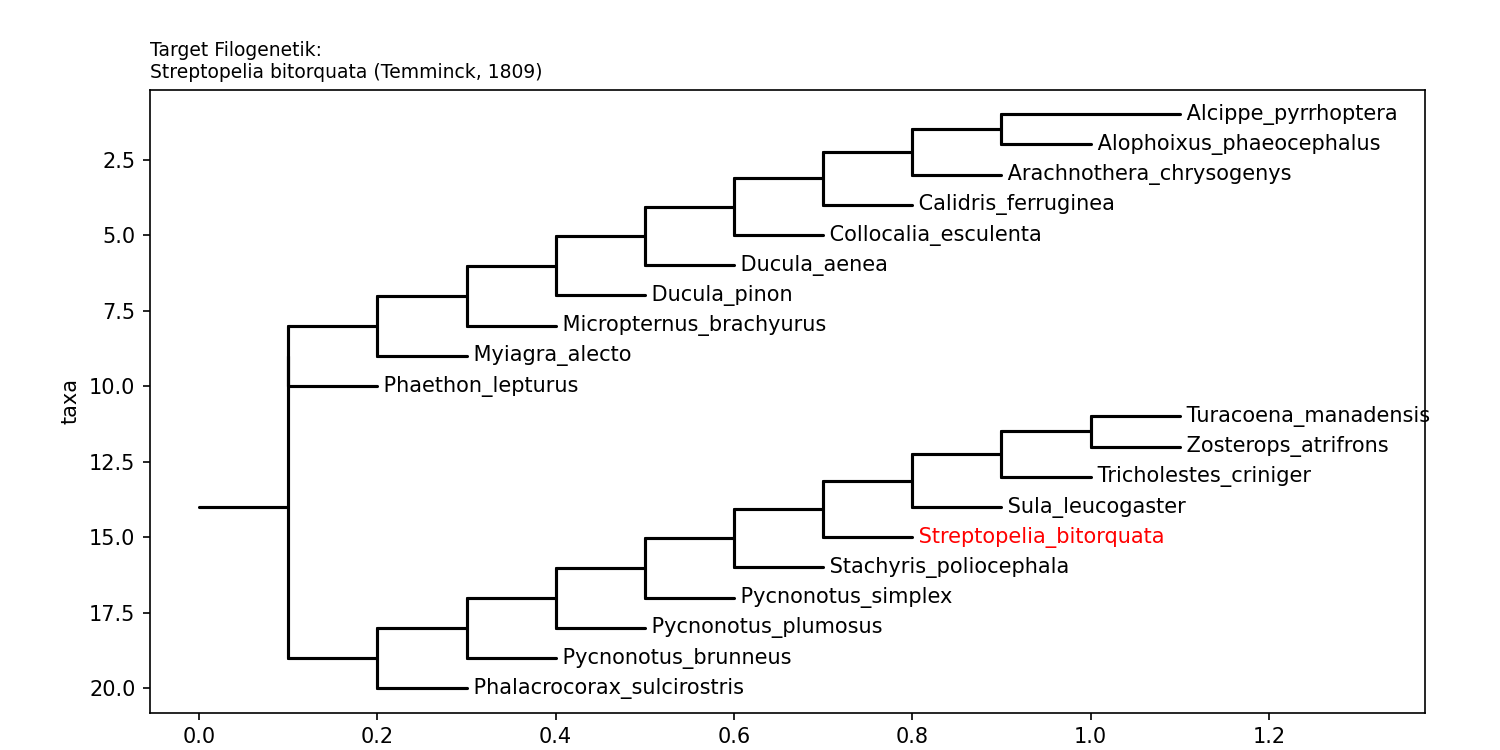 Target Filogenetik:
Streptopelia bitorquata (Temminck, 1809)
Alcippe_pyrrhoptera
Alophoixus_phaeocephalus
2.5
Arachnothera_chrysogenys
Calidris_ferruginea
5.0
Collocalia_esculenta
Ducula_aenea
Ducula_pinon
7.5
Micropternus_brachyurus
Myiagra_alecto
10.0
Phaethon_lepturus
taxa
Turacoena_manadensis
Zosterops_atrifrons
12.5
Tricholestes_criniger
Sula_leucogaster
15.0
Streptopelia_bitorquata
Stachyris_poliocephala
Pycnonotus_simplex
17.5
Pycnonotus_plumosus
Pycnonotus_brunneus
20.0
Phalacrocorax_sulcirostris
0.0 0.2 0.4 0.6 0.8 1.0 1.2